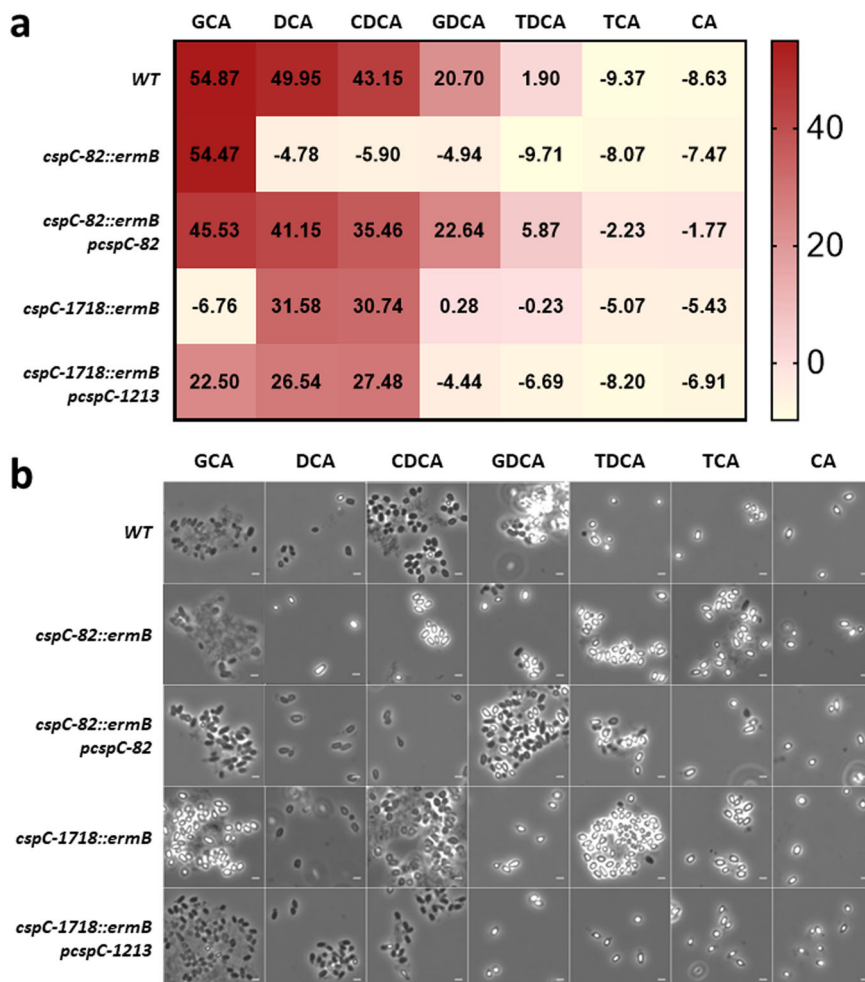 a
GCA DCA CDCA GDCA TDCA TCA CA
WT 54.87 49.95 43.15 20.70 1.90 -9.37 -8.63
cspC-82::ermB 54.47 -4.78 -5.90 -4.94 -9.71 -8.07 -7.47
cspC-82::ermB
pcspC-82 45.53 41.15 35.46 22.64 5.87 -2.23 -1.77
cspC-1718::ermB -6.76 31.58 30.74 0.28 -0.23 -5.07 -5.43
cspC-1718::ermB
pcspC-1213 22.50 26.54 27.48 -4.44 -6.69 -8.20 -6.91
40
20
0
b
GCA DCA CDCA GDCA TDCA TCA CA
WT
cspC-82::ermB
cspC-82::ermB
pcspC-82
cspC-1718::ermB
cspC-1718::ermB
pcspC-1213